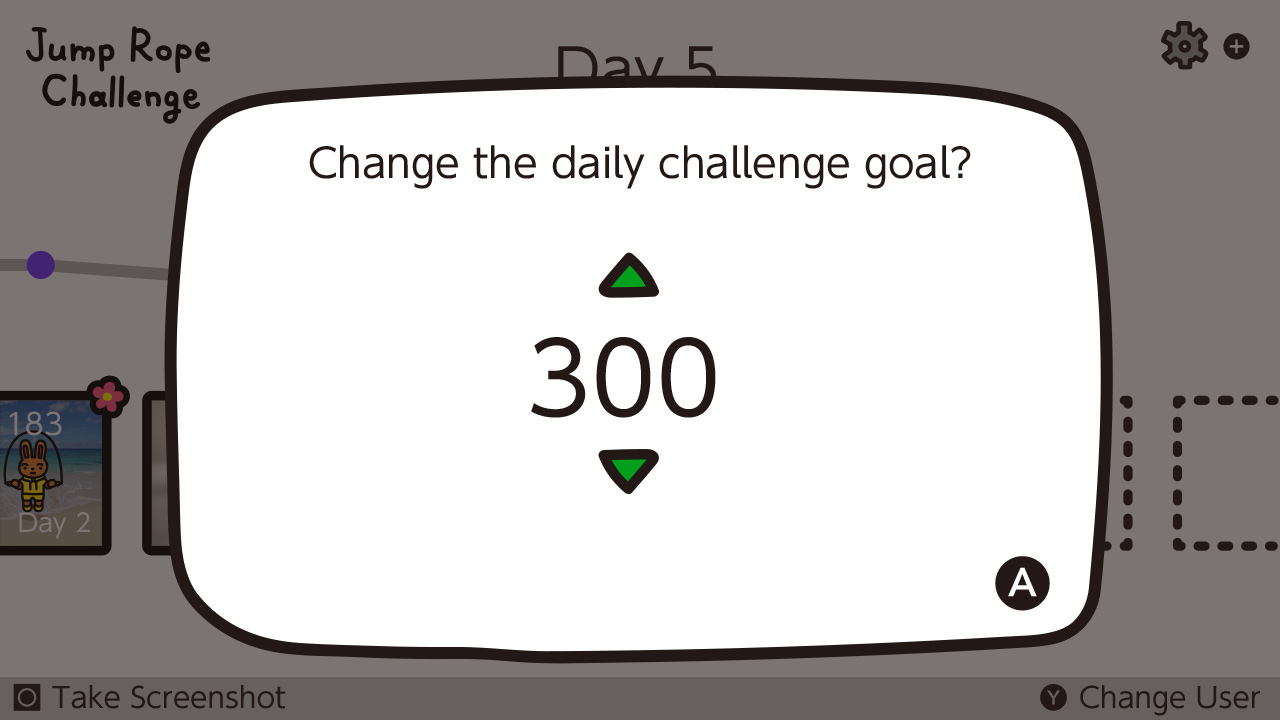 Jump Rope
Challenge
Day 5
+
Change the daily challenge goal?
300
183
Day 2
A
Take Screenshot
Y Change User